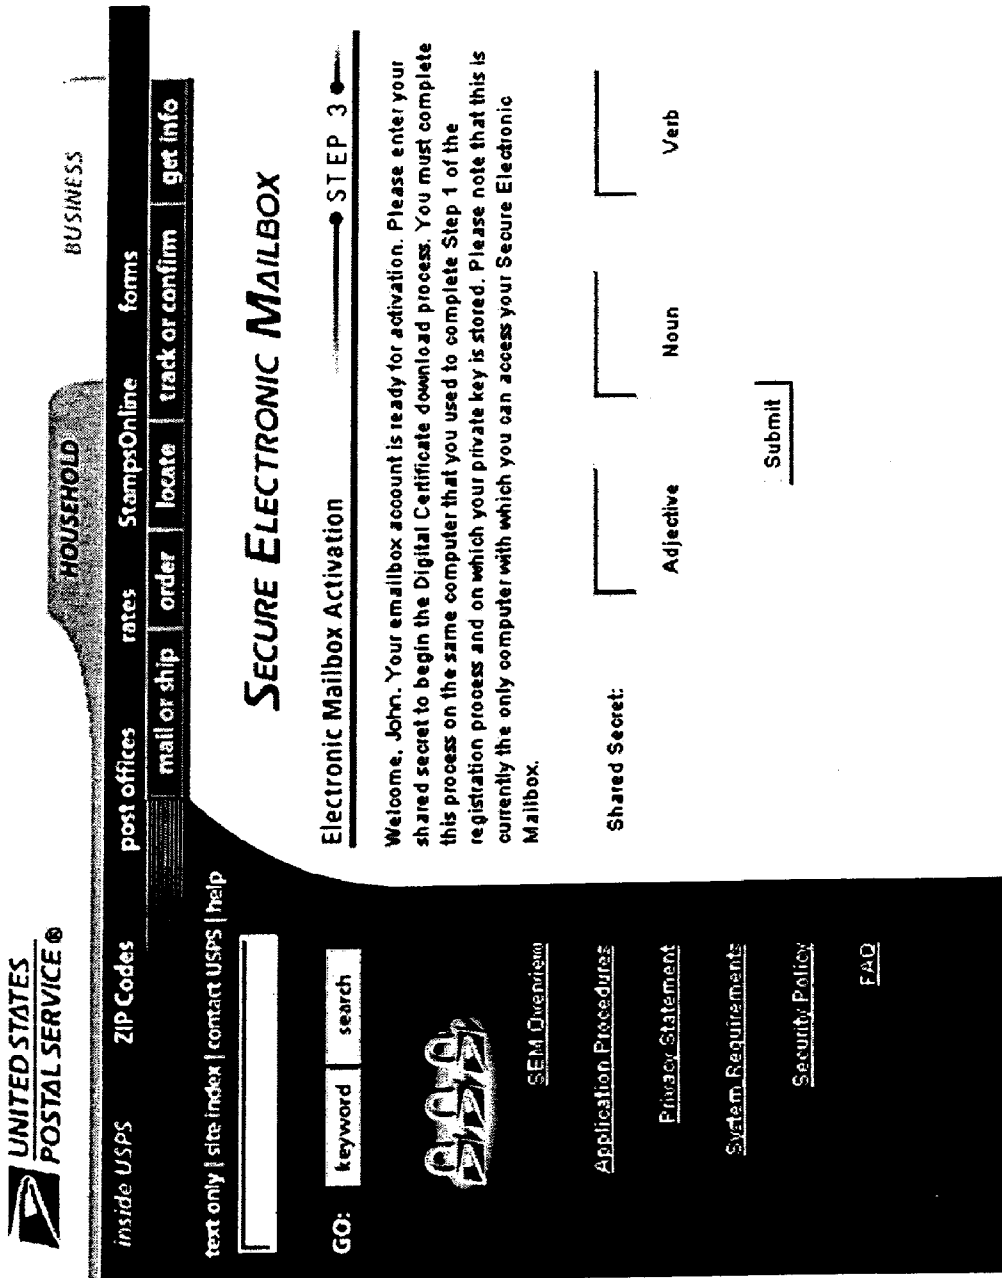 UNITED STATES
POSTAL SERVICE ®
HOUSEHOLD
BUSINESS
inside USPS ZIP Codes post offices rates StampsOnline forms
mail or ship order locate track or confirm get info
text only | site index | contact USPS | help
GO: keyword search
SEM Overview
Application Procedures
Privacy Statement
System Requirements
Security Policy
FAQ
SECURE ELECTRONIC MAILBOX
Electronic Mailbox Activation STEP 3
Welcome, John. Your emailbox account is ready for activation. Please enter your
shared secret to begin the Digital Certificate download process. You must complete
this process on the same computer that you used to complete Step 1 of the
registration process and on which your private key is stored. Please note that this is
currently the only computer with which you can access your Secure Electronic
Mailbox.
Shared Secret:
Adjective Noun Verb
Submit